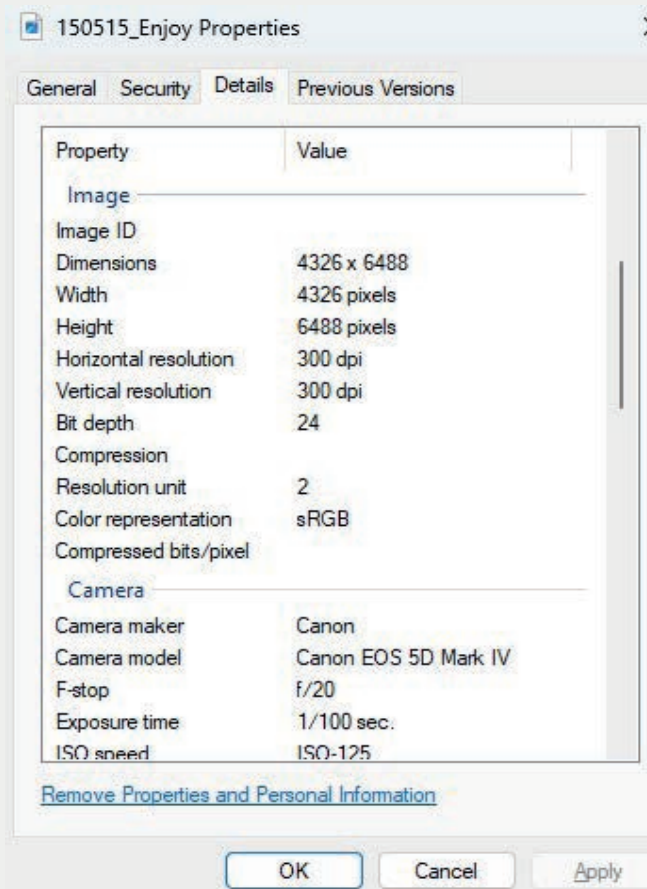 150515_Enjoy Properties
General Security Details Previous Versions
Property Value
Image
Image ID
Dimensions 4326 x 6488
Width 4326 pixels
Height 6488 pixels
Horizontal resolution 300 dpi
Vertical resolution 300 dpi
Bit depth 24
Compression
Resolution unit 2
Color representation sRGB
Compressed bits/pixel
Camera
Camera maker Canon
Camera model Canon EOS 5D Mark IV
F-stop f/20
Exposure time 1/100 sec.
ISO speed ISO-125
Remove Properties and Personal Information
OK Cancel Apply